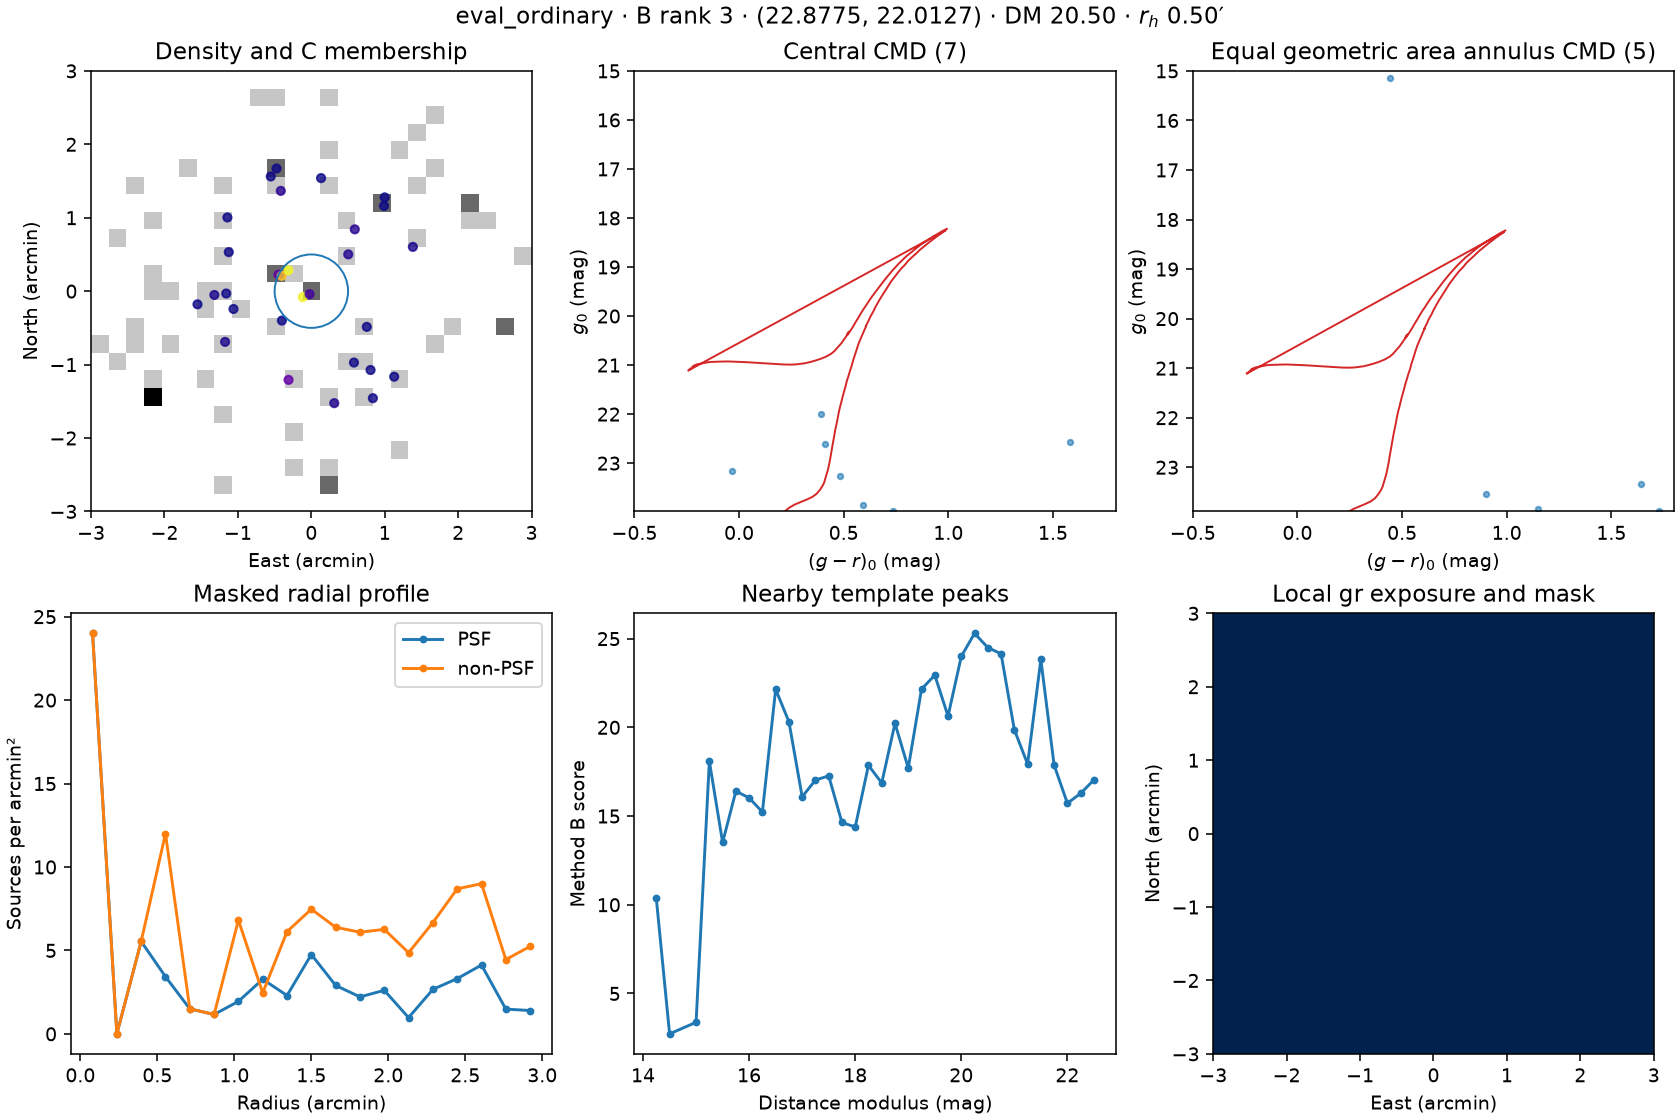 eval_ordinary · B rank 3 · (22.8775, 22.0127) · DM 20.50 · r_h 0.50′
Density and C membership
3
2
1
0
−1
−2
−3
North (arcmin)
−3 −2 −1 0 1 2 3
East (arcmin)
Central CMD (7)
15
16
17
18
19
20
21
22
23
g₀ (mag)
−0.5 0.0 0.5 1.0 1.5
(g − r)₀ (mag)
Equal geometric area annulus CMD (5)
15
16
17
18
19
20
21
22
23
g₀ (mag)
−0.5 0.0 0.5 1.0 1.5
(g − r)₀ (mag)
Masked radial profile
25
20
15
10
5
0
Sources per arcmin²
PSF
non-PSF
0.0 0.5 1.0 1.5 2.0 2.5 3.0
Radius (arcmin)
Nearby template peaks
25
20
15
10
5
Method B score
14 16 18 20 22
Distance modulus (mag)
Local gr exposure and mask
3
2
1
0
−1
−2
−3
North (arcmin)
−3 −2 −1 0 1 2 3
East (arcmin)